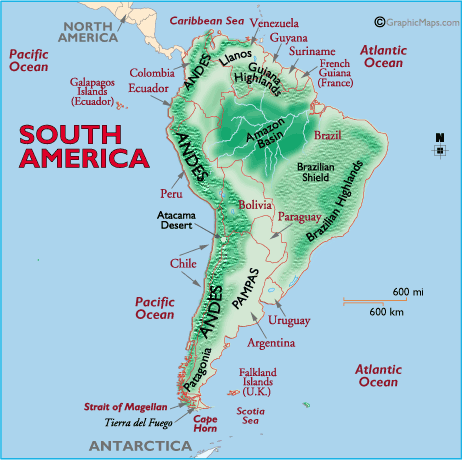 ©GraphicMaps.com
NORTH
AMERICA
Caribbean Sea
Venezuela
Guyana
Suriname
French
Guiana
(France)
Pacific
Ocean
Atlantic
Ocean
Colombia
Ecuador
Galapagos
Islands
(Ecuador)
ANDES
Llanos
Guiana
Highlands
SOUTH
AMERICA
Amazon
Basin
Brazil
N
ANDES
Brazilian
Shield
Brazilian Highlands
Peru
Bolivia
Paraguay
Atacama
Desert
Chile
Pacific
Ocean
ANDES
PAMPAS
600 mi
600 km
Uruguay
Argentina
Patagonia
Falkland
Islands
(U.K.)
Atlantic
Ocean
Strait of Magellan
Tierra del Fuego
Cape
Horn
Scotia
Sea
ANTARCTICA